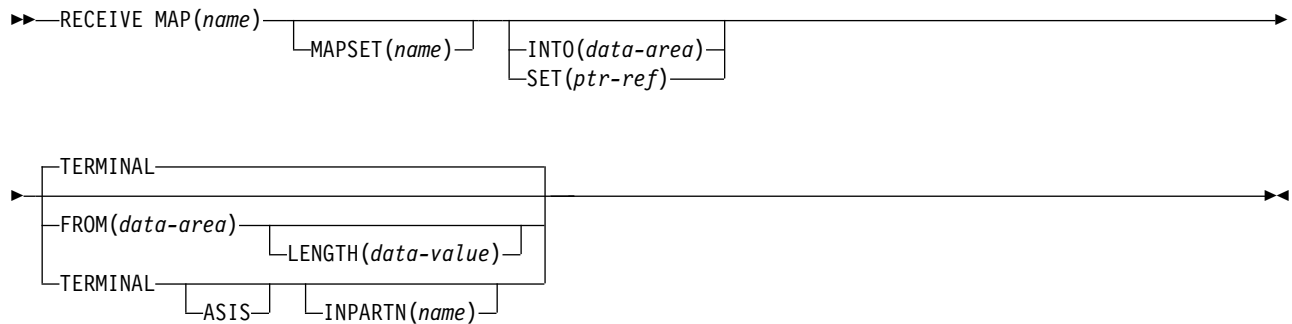 RECEIVE MAP(name)
MAPSET(name)
INTO(data-area)
SET(ptr-ref)
TERMINAL
FROM(data-area)
LENGTH(data-value)
TERMINAL
ASIS
INPARTN(name)